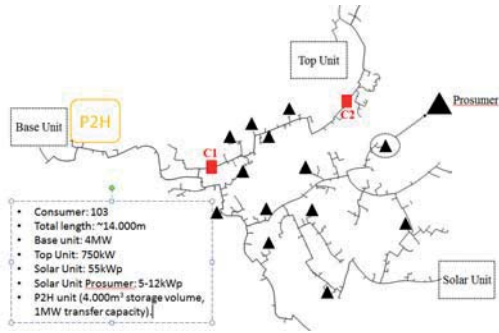 Top Unit
Prosumer
P2H
Base Unit
C2
C1
• Consumer: 103
• Total length: ~14.000m
• Base unit: 4MW
• Top Unit: 750kW
• Solar Unit: 55kWp
• Solar Unit Prosumer: 5-12kWp
• P2H unit (4.000m³ storage volume,
1MW transfer capacity).
Solar Unit